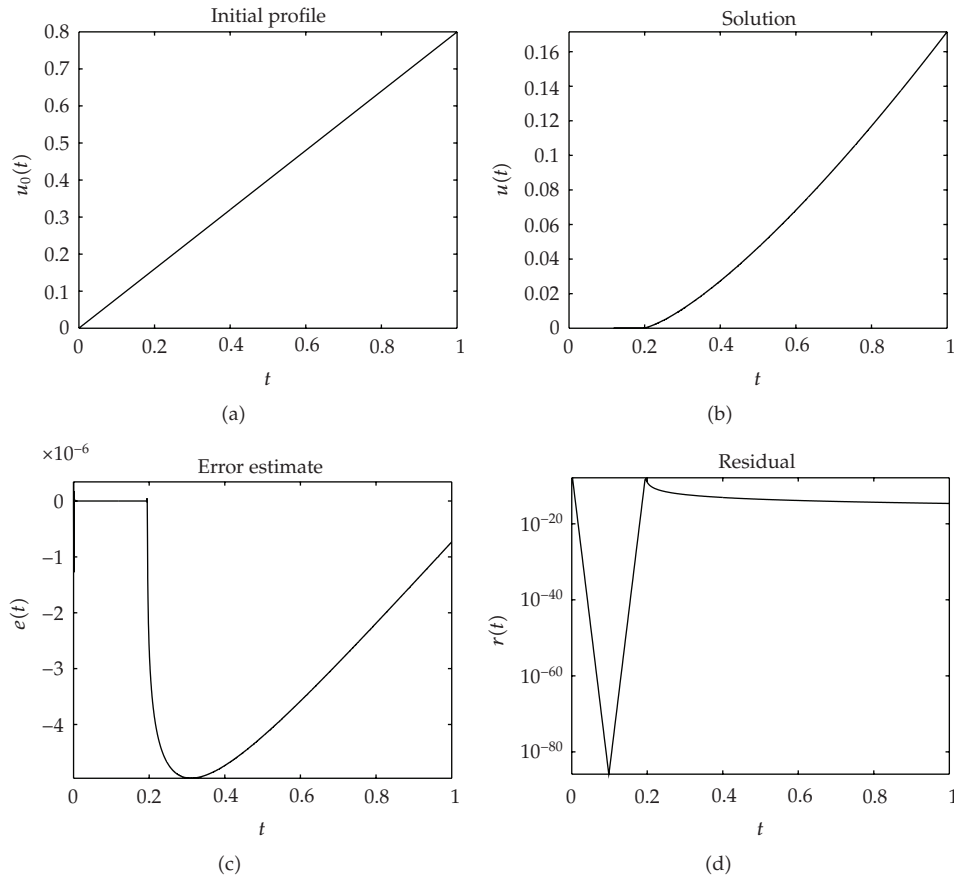 Initial profile
0.8
0.7
0.6
0.5
0.4
0.3
0.2
0.1
0
u₀(t)
0 0.2 0.4 0.6 0.8 1
t
(a)
Solution
0.16
0.14
0.12
0.1
0.08
0.06
0.04
0.02
0
u(t)
0 0.2 0.4 0.6 0.8 1
t
(b)
×10⁻⁶
Error estimate
0
−1
−2
−3
−4
e(t)
0 0.2 0.4 0.6 0.8 1
t
(c)
Residual
10⁻²⁰
10⁻⁴⁰
10⁻⁶⁰
10⁻⁸⁰
r(t)
0 0.2 0.4 0.6 0.8 1
t
(d)